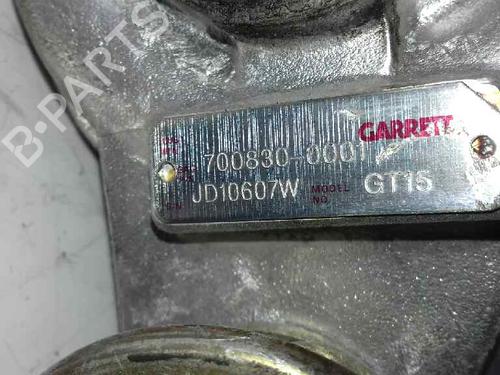 B-PARTS
GARRETT
700830-0001
JD10607W
MODEL NO.
GT15
S/N